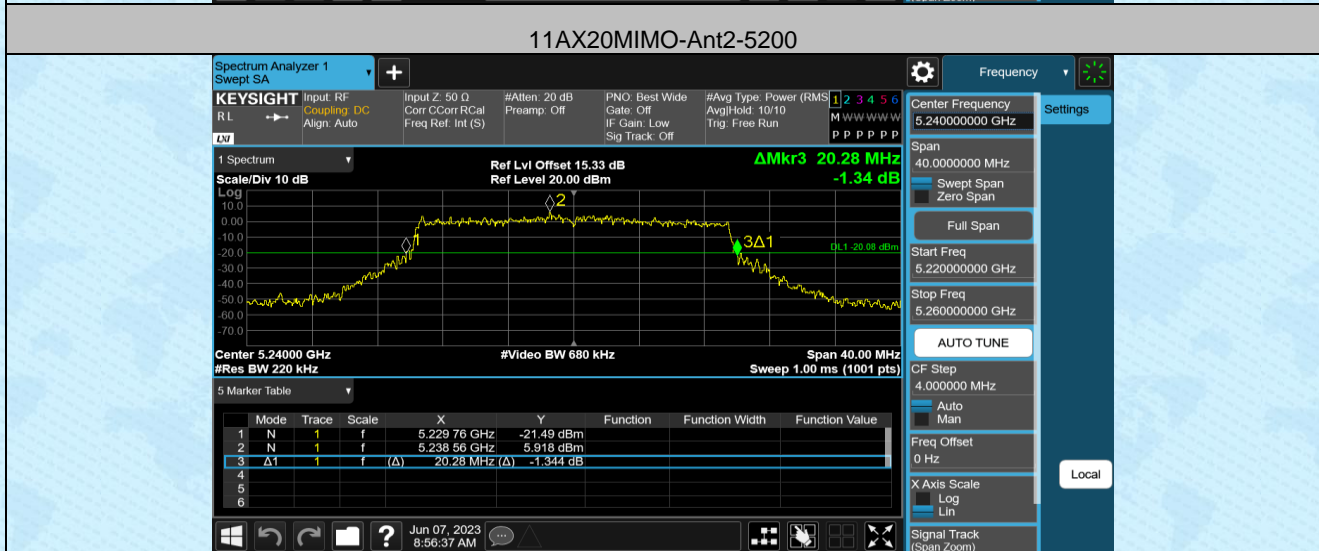 (Span Zoom)
11AX20MIMO-Ant2-5200
Spectrum Analyzer 1
Swept SA
+
Frequency
KEYSIGHT
R L
LXI
Input: RF
Coupling: DC
Align: Auto
Input Z: 50 Ω
Corr CCorr RCal
Freq Ref: Int (S)
#Atten: 20 dB
Preamp: Off
PNO: Best Wide
Gate: Off
IF Gain: Low
Sig Track: Off
#Avg Type: Power (RMS
Avg|Hold: 10/10
Trig: Free Run
1 2 3 4 5 6
M W W W W W
P P P P P P
Center Frequency
5.240000000 GHz
Settings
1 Spectrum
Scale/Div 10 dB
Ref Lvl Offset 15.33 dB
Ref Level 20.00 dBm
ΔMkr3 20.28 MHz
-1.34 dB
Span
40.0000000 MHz
Swept Span
Zero Span
Full Span
Start Freq
5.220000000 GHz
Stop Freq
5.260000000 GHz
AUTO TUNE
CF Step
4.000000 MHz
Auto
Man
Freq Offset
0 Hz
X Axis Scale
Log
Lin
Signal Track
(Span Zoom)
Local
Log
10.0
0.00
-10.0
-20.0
-30.0
-40.0
-50.0
-60.0
-70.0
1
2
3Δ1
DL1 -20.08 dBm
Center 5.24000 GHz
#Res BW 220 kHz
#Video BW 680 kHz
Span 40.00 MHz
Sweep 1.00 ms (1001 pts)
5 Marker Table
Mode Trace Scale X Y Function Function Width Function Value
1 N 1 f 5.229 76 GHz -21.49 dBm
2 N 1 f 5.238 56 GHz 5.918 dBm
3 Δ1 1 f (Δ) 20.28 MHz (Δ) -1.344 dB
4
5
6
?
Jun 07, 2023
8:56:37 AM